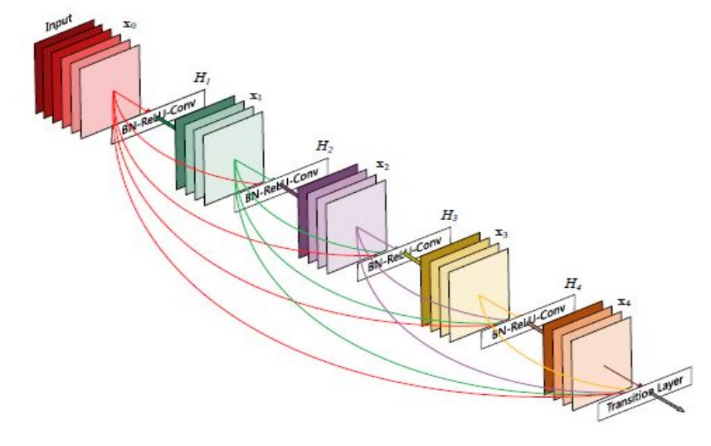 Input
x₀
H₁
BN-ReLU-Conv
x₁
H₂
BN-ReLU-Conv
x₂
H₃
BN-ReLU-Conv
x₃
H₄
BN-ReLU-Conv
x₄
Transition Layer